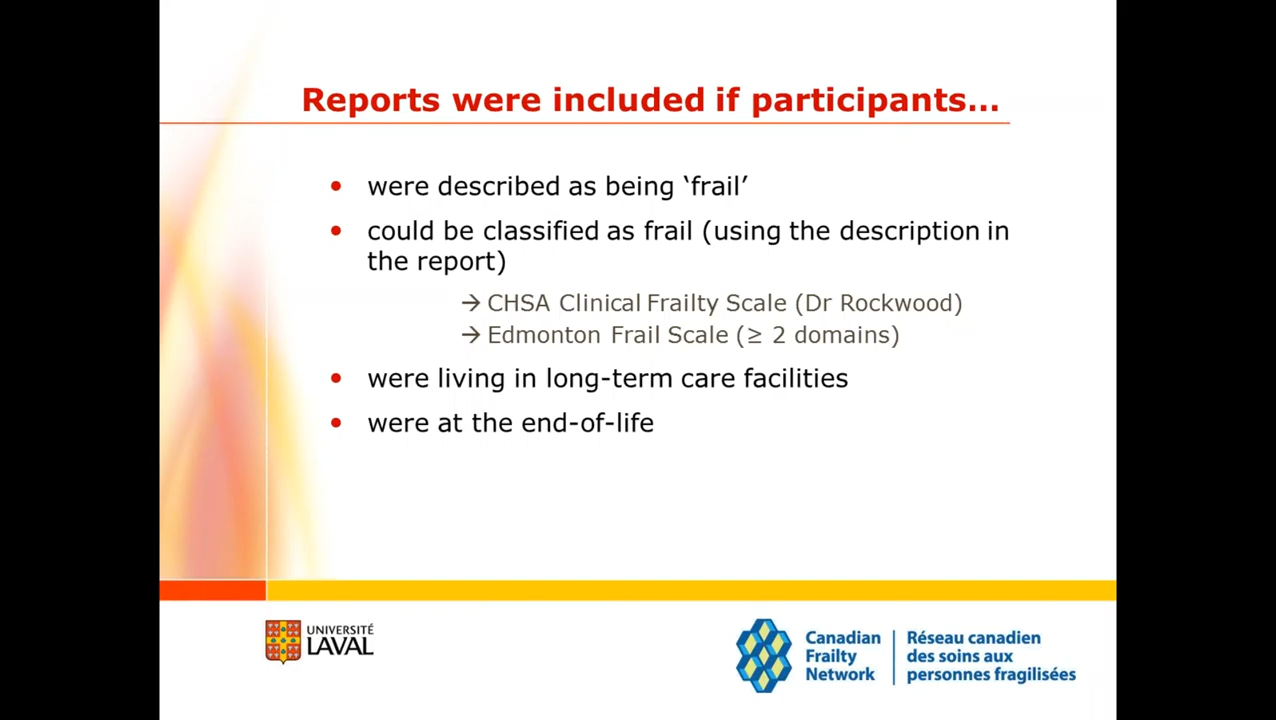 Reports were included if participants...
• were described as being ‘frail’
• could be classified as frail (using the description in
the report)
→ CHSA Clinical Frailty Scale (Dr Rockwood)
→ Edmonton Frail Scale (≥ 2 domains)
• were living in long-term care facilities
• were at the end-of-life
UNIVERSITÉ
LAVAL
Canadian
Frailty
Network
Réseau canadien
des soins aux
personnes fragilisées